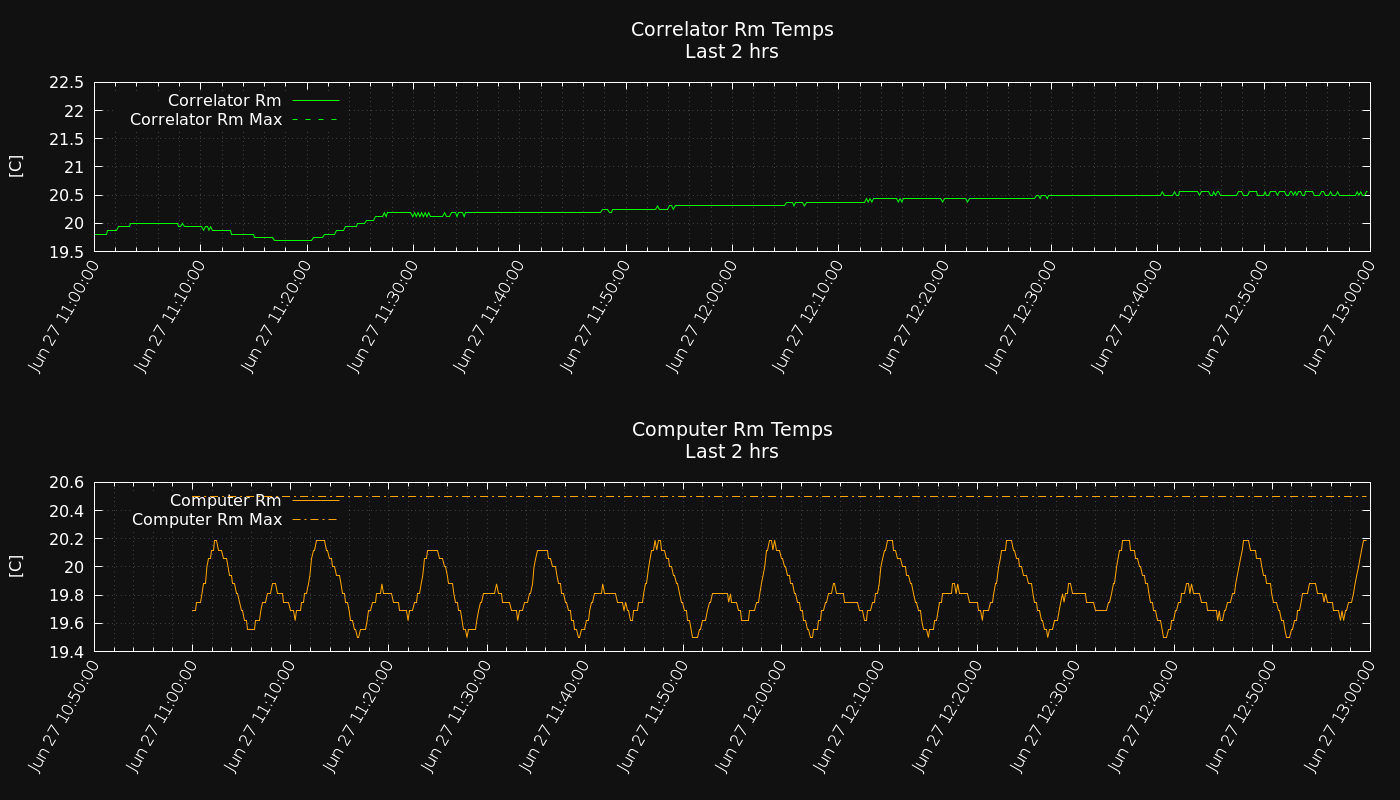 Correlator Rm Temps
Last 2 hrs
22.5
22
21.5
21
20.5
20
19.5
[C]
Correlator Rm
Correlator Rm Max
Jun 27 11:00:00
Jun 27 11:10:00
Jun 27 11:20:00
Jun 27 11:30:00
Jun 27 11:40:00
Jun 27 11:50:00
Jun 27 12:00:00
Jun 27 12:10:00
Jun 27 12:20:00
Jun 27 12:30:00
Jun 27 12:40:00
Jun 27 12:50:00
Jun 27 13:00:00
Computer Rm Temps
Last 2 hrs
20.6
20.4
20.2
20
19.8
19.6
19.4
[C]
Computer Rm
Computer Rm Max
Jun 27 10:50:00
Jun 27 11:00:00
Jun 27 11:10:00
Jun 27 11:20:00
Jun 27 11:30:00
Jun 27 11:40:00
Jun 27 11:50:00
Jun 27 12:00:00
Jun 27 12:10:00
Jun 27 12:20:00
Jun 27 12:30:00
Jun 27 12:40:00
Jun 27 12:50:00
Jun 27 13:00:00